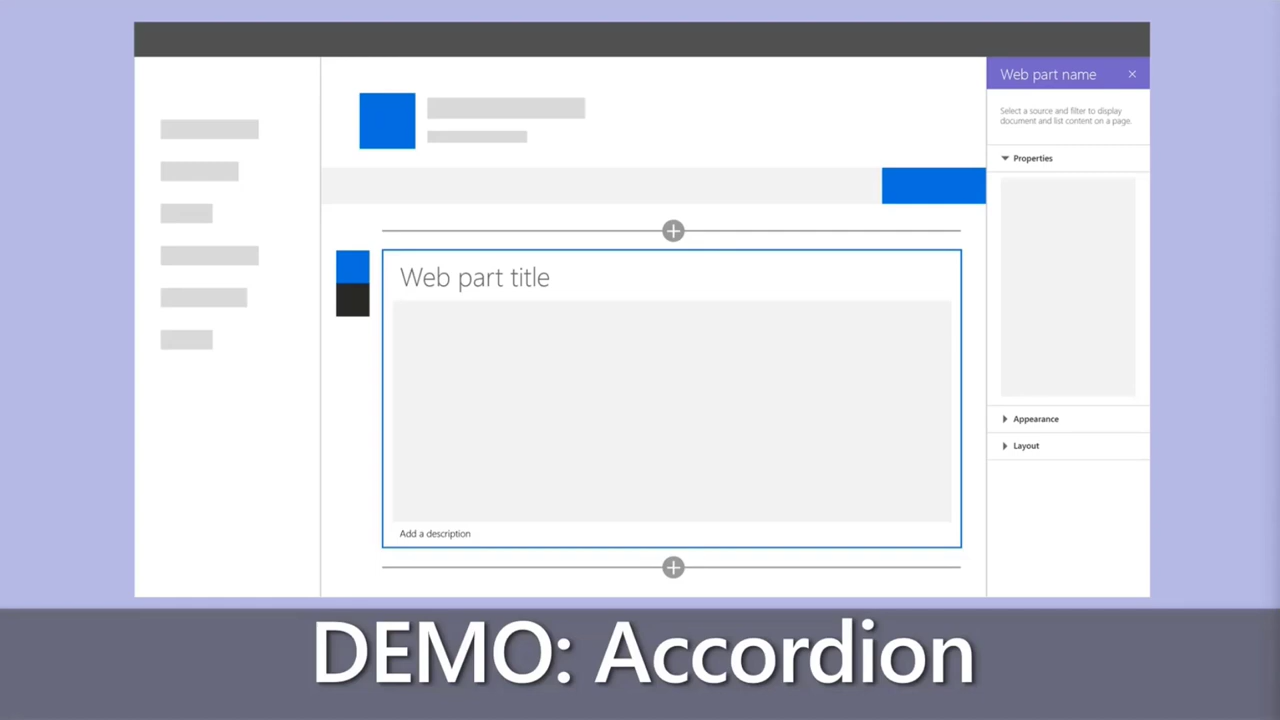 Web part name
Select a source and filter to display
document and list content on a page.
Properties
Web part title
Appearance
Layout
Add a description
DEMO: Accordion